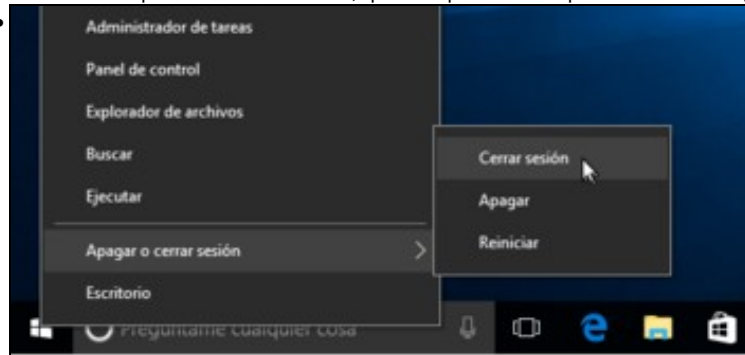 Administrador de tareas
Panel de control
Explorador de archivos
Buscar
Ejecutar
Apagar o cerrar sesión
Escritorio
Cerrar sesión
Apagar
Reiniciar
Pregúntame cualquier cosa